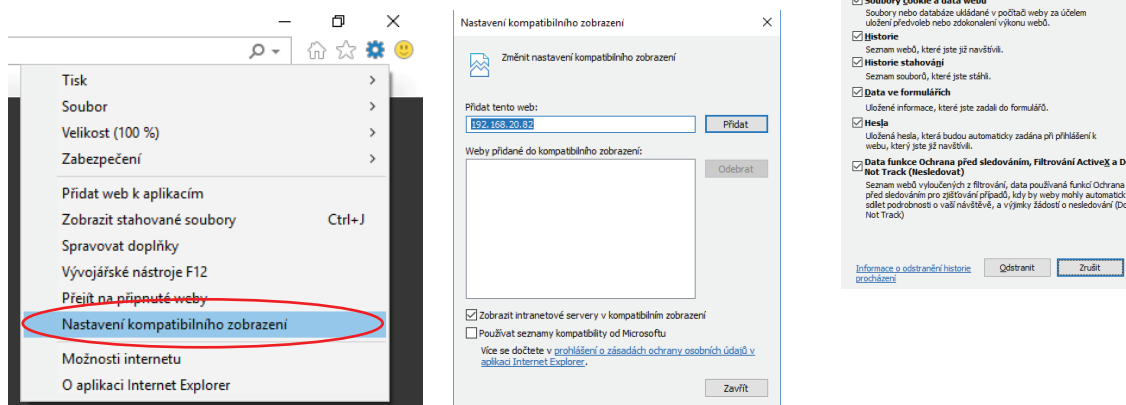 Tisk
Soubor
Velikost (100 %)
Zabezpečení
Přidat web k aplikacím
Zobrazit stahované soubory Ctrl+J
Spravovat doplňky
Vývojářské nástroje F12
Přejít na připnuté weby
Nastavení kompatibilního zobrazení
Možnosti internetu
O aplikaci Internet Explorer
Nastavení kompatibilního zobrazení
Změnit nastavení kompatibilního zobrazení
Přidat tento web:
192.168.20.82 Přidat
Weby přidané do kompatibilního zobrazení:
Odebrat
Zobrazit intranetové servery v kompatibilním zobrazení
Používat seznamy kompatibility od Microsoftu
Více se dočtete v prohlášení o zásadách ochrany osobních údajů v
aplikaci Internet Explorer.
Zavřít
Soubory cookie a data webu
Soubory nebo databáze ukládané v počítači weby za účelem
uložení předvoleb nebo zdokonalení výkonu webů.
Historie
Seznam webů, které jste již navštívili.
Historie stahování
Seznam souborů, které jste stáhli.
Data ve formulářích
Uložené informace, které jste zadali do formulářů.
Hesla
Uložená hesla, která budou automaticky zadána při přihlášení k
webu, který jste již navštívili.
Data funkce Ochrana před sledováním, Filtrování ActiveX a D
Not Track (Nesledovat)
Seznam webů vyloučených z filtrování, data používaná funkcí Ochrana
před sledováním pro zjišťování případů, kdy by weby mohly automatick
sdílet podrobnosti o vaší návštěvě, a výjimky žádostí o nesledování (Do
Not Track)
Informace o odstranění historie Odstranit Zrušit
procházení